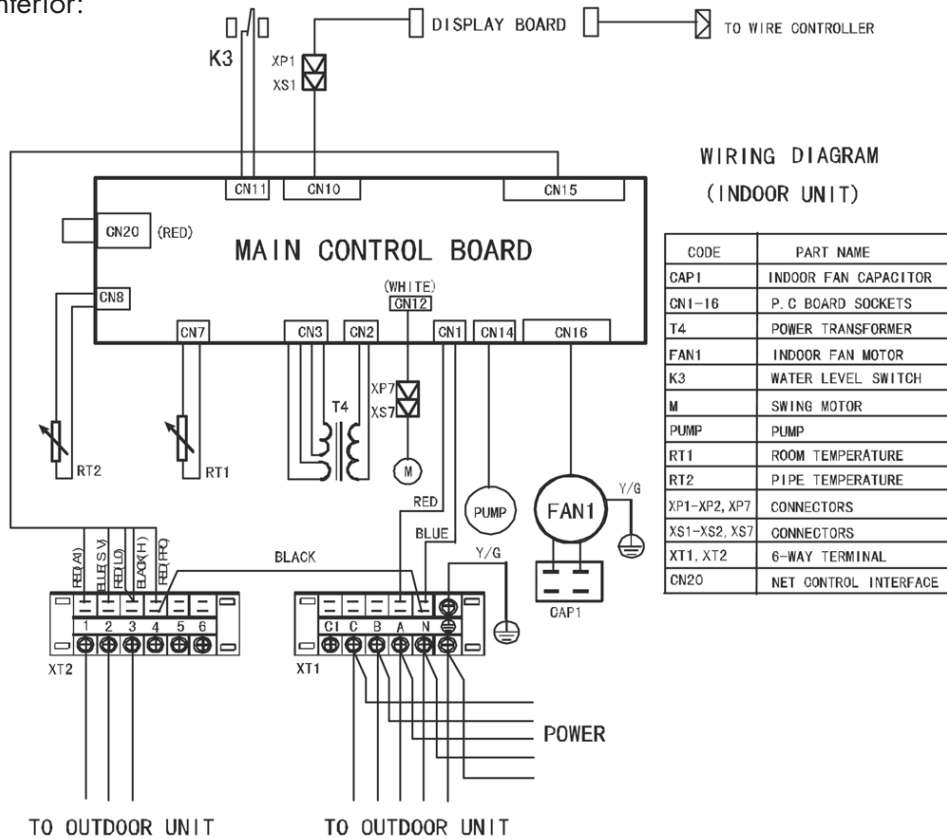 nterior:
DISPLAY BOARD
TO WIRE CONTROLLER
K3
XP1
XS1
WIRING DIAGRAM
(INDOOR UNIT)
CN11
CN10
CN15
CN20 (RED)
MAIN CONTROL BOARD
CN8
(WHITE)
CN12
CN7
CN3
CN2
CN1
CN14
CN16
CODE PART NAME
CAP1 INDOOR FAN CAPACITOR
CN1-16 P.C BOARD SOCKETS
T4 POWER TRANSFORMER
FAN1 INDOOR FAN MOTOR
K3 WATER LEVEL SWITCH
M SWING MOTOR
PUMP PUMP
RT1 ROOM TEMPERATURE
RT2 PIPE TEMPERATURE
XP1-XP2, XP7 CONNECTORS
XS1-XS2, XS7 CONNECTORS
XT1, XT2 6-WAY TERMINAL
CN20 NET CONTROL INTERFACE
XP7
XS7
T4
RT2
RT1
M
RED
PUMP
FAN1
Y/G
BLUE
BLACK
Y/G
CAP1
RED(A1)
BLUE(S.V)
RED(LO)
BLACK(H)
1 2 3 4 5 6
XT2
C1 C B A N
XT1
POWER
TO OUTDOOR UNIT
TO OUTDOOR UNIT